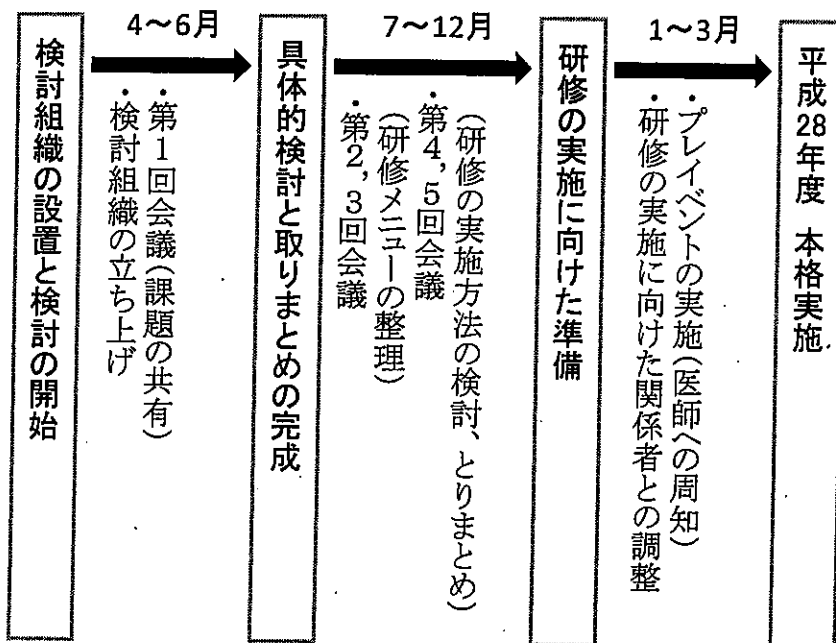 検討組織の設置と検討の開始
4～6月
・検討組織の立ち上げ
・第1回会議(課題の共有)
具体的検討と取りまとめの完成
7～12月
・第2,3回会議
(研修メニューの整理)
・第4,5回会議
(研修の実施方法の検討、とりまとめ)
研修の実施に向けた準備
1～3月
・研修の実施に向けた関係者との調整
・プレイベントの実施(医師への周知)
平成28年度 本格実施